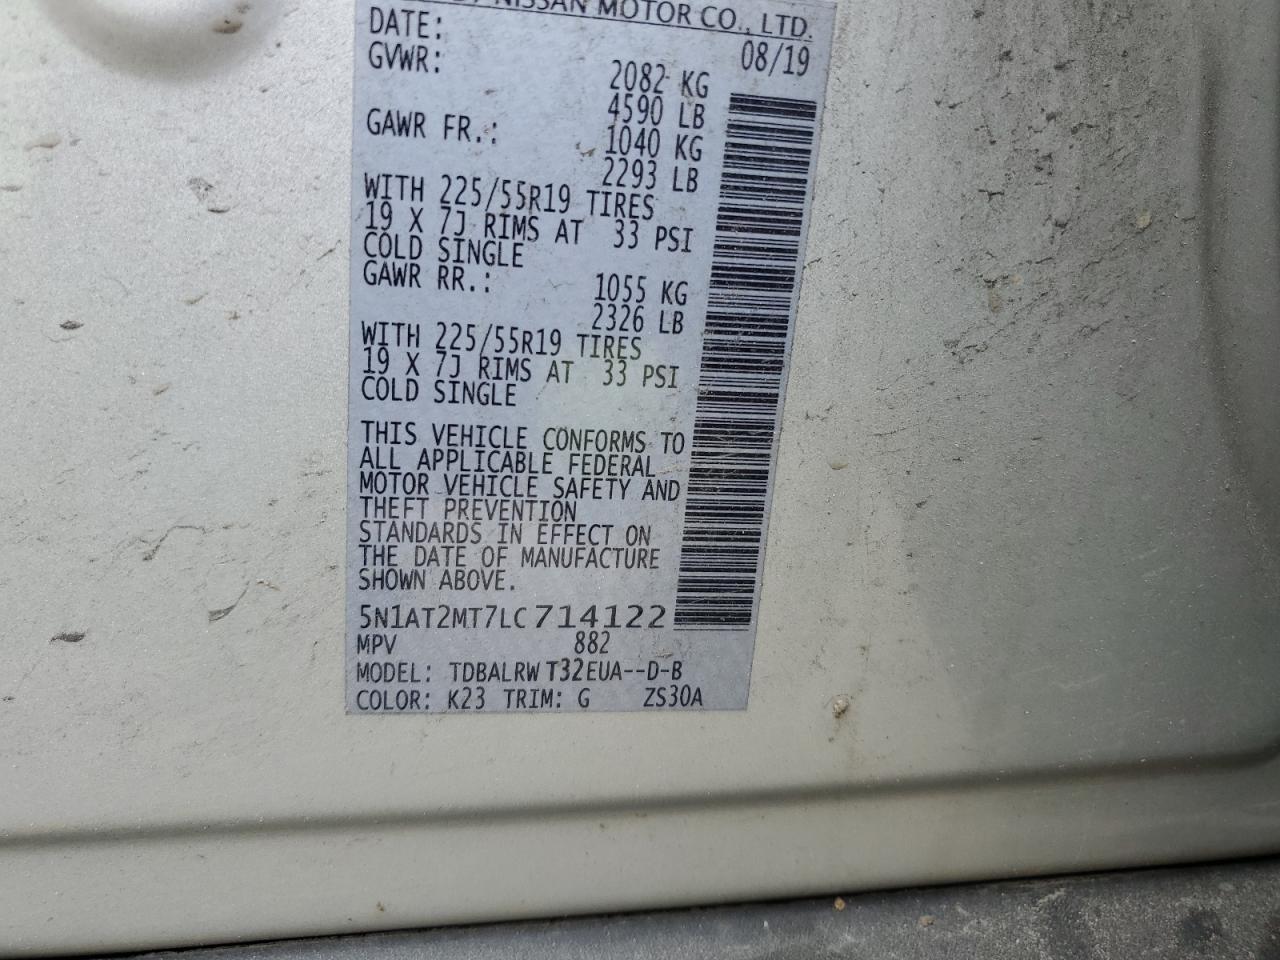 NISSAN MOTOR CO., LTD.
DATE: 08/19
GVWR: 2082 KG
4590 LB
GAWR FR.: 1040 KG
2293 LB
WITH 225/55R19 TIRES
19 X 7J RIMS AT 33 PSI
COLD SINGLE
GAWR RR.: 1055 KG
2326 LB
WITH 225/55R19 TIRES
19 X 7J RIMS AT 33 PSI
COLD SINGLE
THIS VEHICLE CONFORMS TO
ALL APPLICABLE FEDERAL
MOTOR VEHICLE SAFETY AND
THEFT PREVENTION
STANDARDS IN EFFECT ON
THE DATE OF MANUFACTURE
SHOWN ABOVE.
5N1AT2MT7LC714122
MPV 882
MODEL: TDBALRW T32EUA--D-B
COLOR: K23 TRIM: G ZS30A